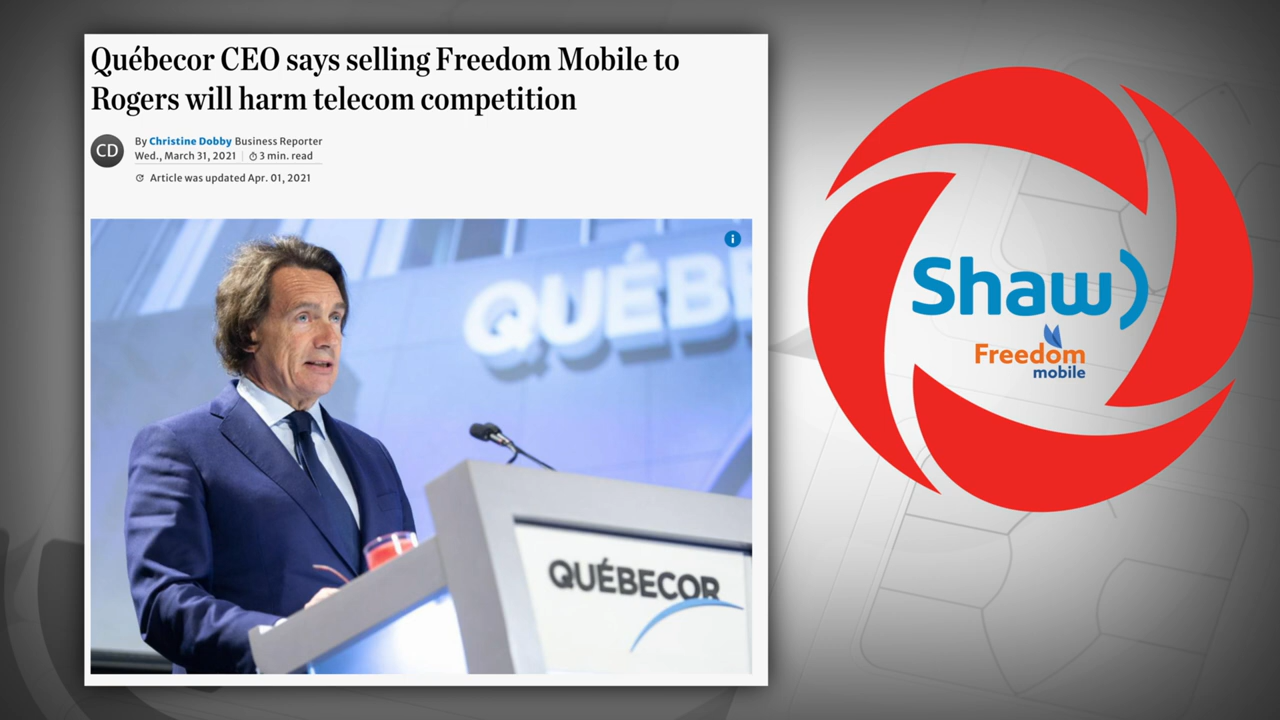 Québecor CEO says selling Freedom Mobile to
Rogers will harm telecom competition
CD
By Christine Dobby Business Reporter
Wed., March 31, 2021 | 3 min. read
Article was updated Apr. 01, 2021
i
QUÉB
QUÉBECOR
Shaw)
Freedom
mobile